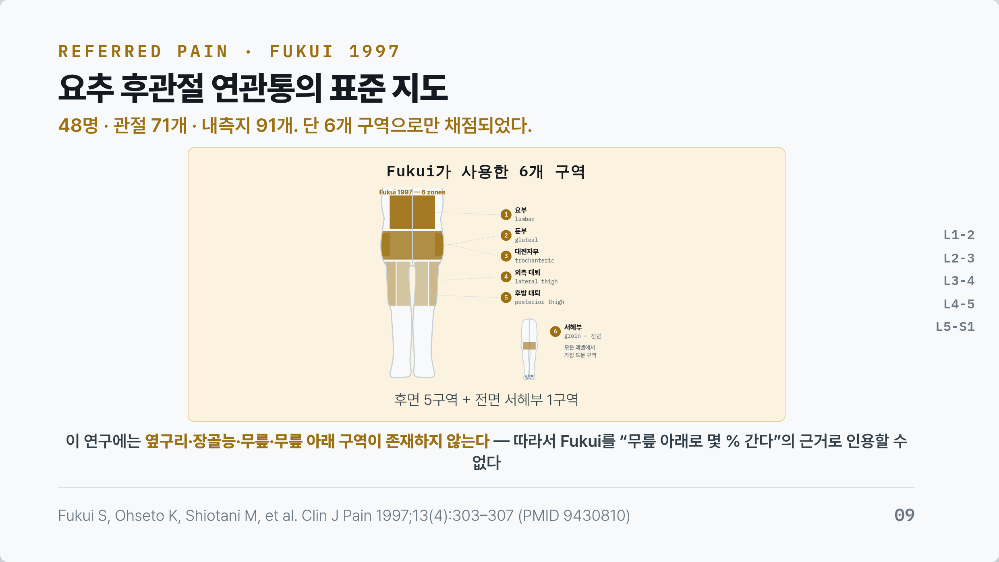 REFERRED PAIN · FUKUI 1997
요추 후관절 연관통의 표준 지도
48명 · 관절 71개 · 내측지 91개. 단 6개 구역으로만 채점되었다.
Fukui가 사용한 6개 구역
Fukui 1997 — 6 zones
1 요부
lumbar
2 둔부
gluteal
3 대전자부
trochanteric
4 외측 대퇴
lateral thigh
5 후방 대퇴
posterior thigh
6 서혜부
groin — 전면
모든 레벨에서
가장 드문 구역
앞면
후면 5구역 + 전면 서혜부 1구역
L1-2
L2-3
L3-4
L4-5
L5-S1
이 연구에는 옆구리·장골능·무릎·무릎 아래 구역이 존재하지 않는다 — 따라서 Fukui를 “무릎 아래로 몇 % 간다”의 근거로 인용할 수
없다
Fukui S, Ohseto K, Shiotani M, et al. Clin J Pain 1997;13(4):303–307 (PMID 9430810)
09